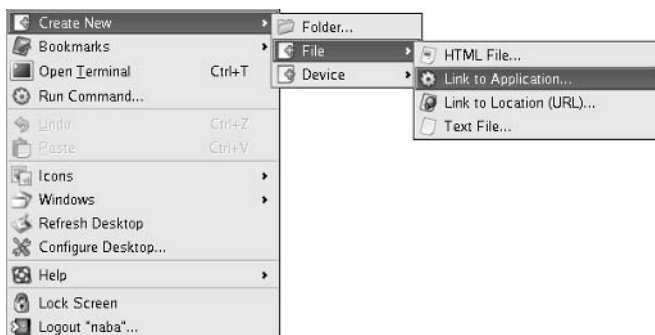 Create New
Bookmarks
Open Terminal Ctrl+T
Run Command...
Undo Ctrl+Z
Paste Ctrl+V
Icons
Windows
Refresh Desktop
Configure Desktop...
Help
Lock Screen
Logout "naba"...
Folder...
File
Device
HTML File...
Link to Application...
Link to Location (URL)...
Text File...